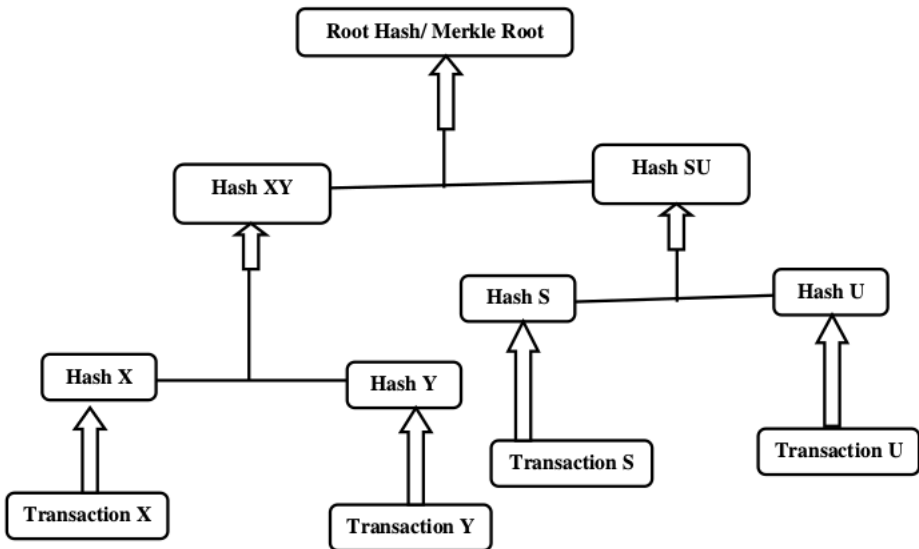 Root Hash/ Merkle Root
Hash XY
Hash SU
Hash S
Hash U
Hash X
Hash Y
Transaction S
Transaction U
Transaction X
Transaction Y